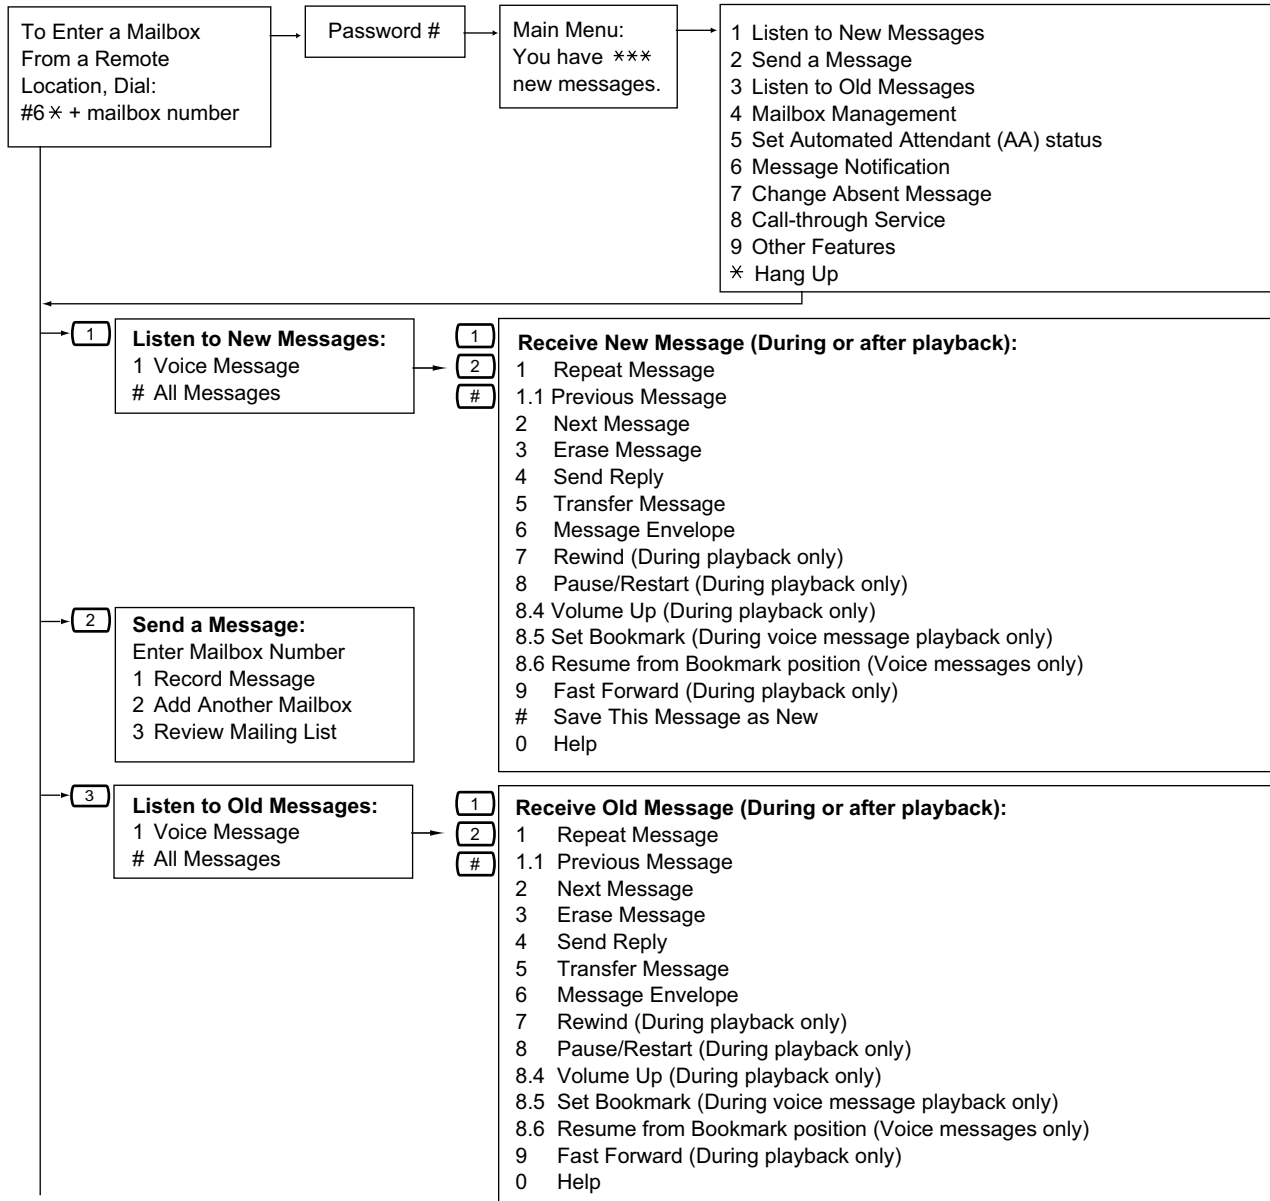 To Enter a Mailbox
From a Remote
Location, Dial:
#6* + mailbox number
Password #
Main Menu:
You have ***
new messages.
1 Listen to New Messages
2 Send a Message
3 Listen to Old Messages
4 Mailbox Management
5 Set Automated Attendant (AA) status
6 Message Notification
7 Change Absent Message
8 Call-through Service
9 Other Features
* Hang Up
1
Listen to New Messages:
1 Voice Message
# All Messages
1
2
#
Receive New Message (During or after playback):
1 Repeat Message
1.1 Previous Message
2 Next Message
3 Erase Message
4 Send Reply
5 Transfer Message
6 Message Envelope
7 Rewind (During playback only)
8 Pause/Restart (During playback only)
8.4 Volume Up (During playback only)
8.5 Set Bookmark (During voice message playback only)
8.6 Resume from Bookmark position (Voice messages only)
9 Fast Forward (During playback only)
# Save This Message as New
0 Help
2
Send a Message:
Enter Mailbox Number
1 Record Message
2 Add Another Mailbox
3 Review Mailing List
3
Listen to Old Messages:
1 Voice Message
# All Messages
1
2
#
Receive Old Message (During or after playback):
1 Repeat Message
1.1 Previous Message
2 Next Message
3 Erase Message
4 Send Reply
5 Transfer Message
6 Message Envelope
7 Rewind (During playback only)
8 Pause/Restart (During playback only)
8.4 Volume Up (During playback only)
8.5 Set Bookmark (During voice message playback only)
8.6 Resume from Bookmark position (Voice messages only)
9 Fast Forward (During playback only)
0 Help